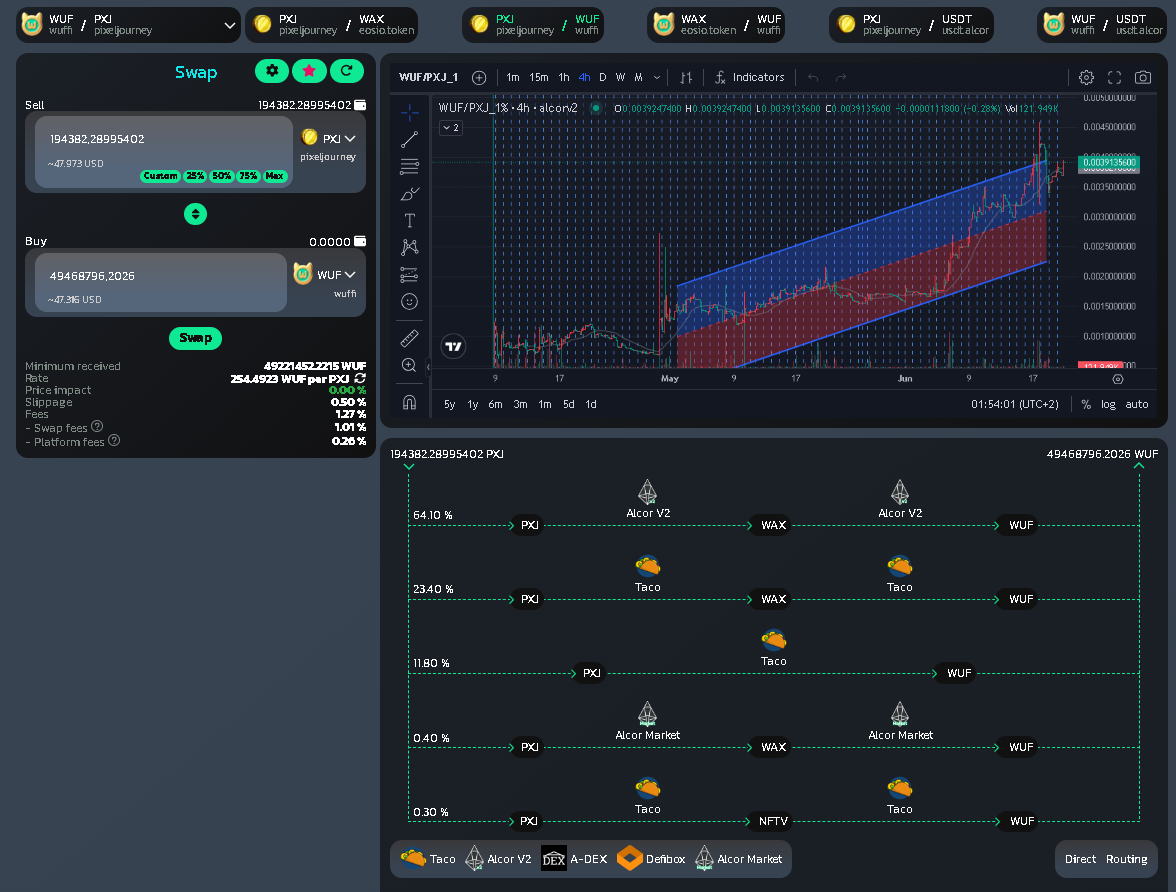 WUF / PXJ
wuffi pixeljourney
PXJ / WAX
pixeljourney eosio.token
PXJ / WUF
pixeljourney wuffi
WAX / WUF
eosio.token wuffi
PXJ / USDT
pixeljourney usdt.alcor
WUF / USDT
wuffi usdt.alcor
Swap
Sell 194382.28995402
194382.28995402 PXJ
~47.973 USD pixeljourney
Custom 25% 50% 75% Max
Buy 0.0000
49468796.2026 WUF
~47.316 USD wuffi
Swap
Minimum received 49221452.2215 WUF
Rate 254.4923 WUF per PXJ
Price impact 0.00 %
Slippage 0.50 %
Fees 1.27 %
- Swap fees ? 1.01 %
- Platform fees ? 0.26 %
WUF/PXJ_1 1m 15m 1h 4h D W M Indicators
WUF/PXJ_1% • 4h • alcorv2 O0.0039247400 H0.0039247400 L0.0039135600 C0.0039135600 -0.0000111800 (-0.28%) Vol121.949K
2
0.0050000000
0.0045000000
0.0039135600
0.0035000000
0.0030000000
0.0025000000
0.0020000000
0.0015000000
0.0010000000
121.949K
9 17 May 9 17 Jun 9 17
5y 1y 6m 3m 1m 5d 1d 01:54:01 (UTC+2) % log auto
194382.28995402 PXJ 49468796.2026 WUF
Alcor V2 Alcor V2
64.10 %
PXJ WAX WUF
Taco Taco
23.40 %
PXJ WAX WUF
Taco
11.80 %
PXJ WUF
Alcor Market Alcor Market
0.40 %
PXJ WAX WUF
Taco Taco
0.30 %
PXJ NFTV WUF
Taco Alcor V2 DEX A-DEX Defibox Alcor Market Direct Routing